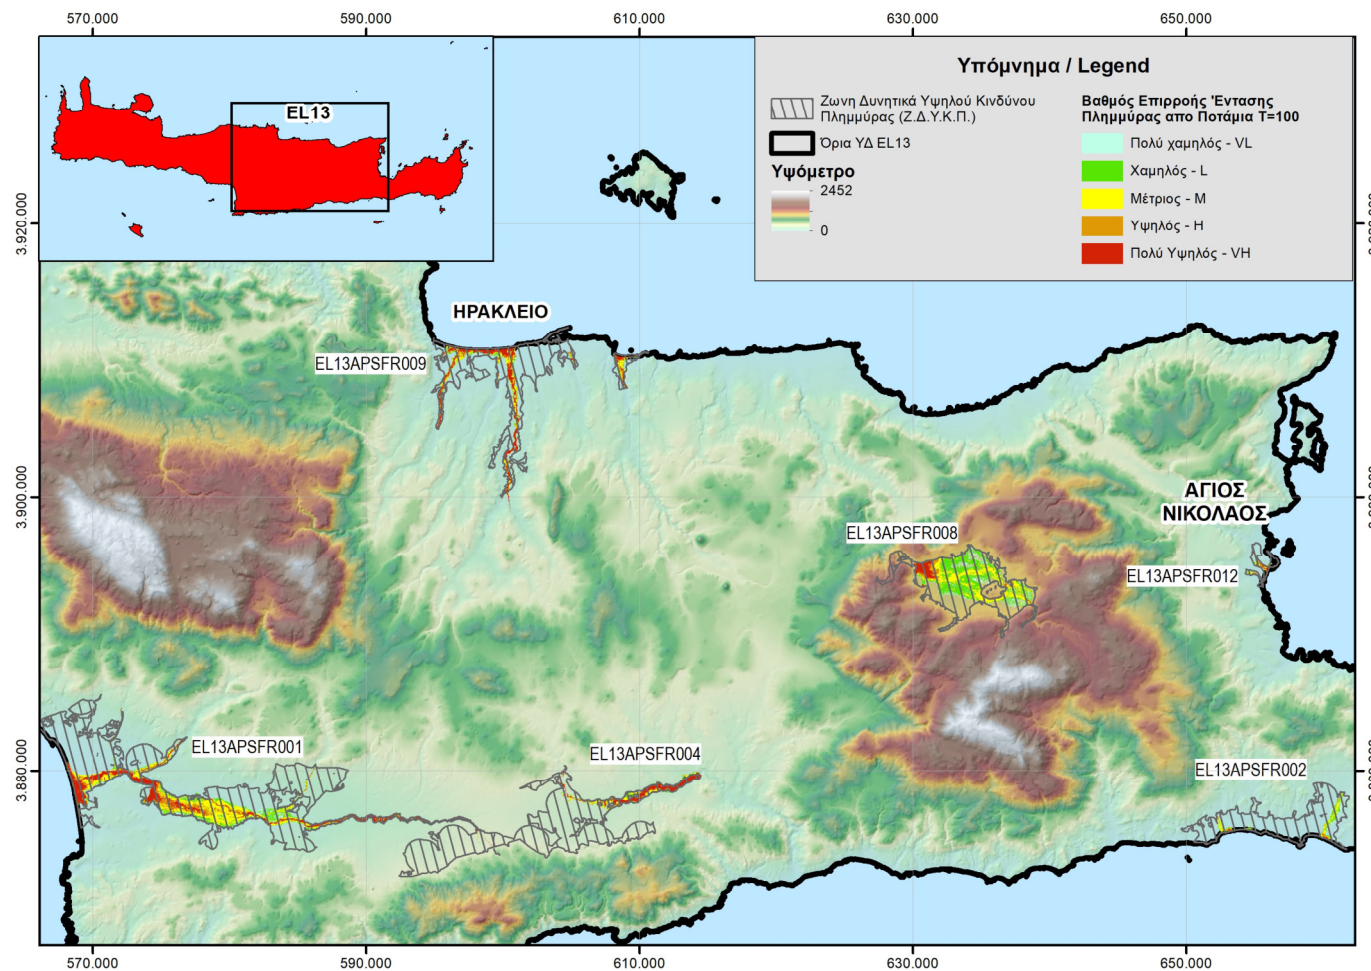 570.000 590.000 610.000 630.000 650.000
EL13
Υπόμνημα / Legend
Ζωνη Δυνητικά Υψηλού Κινδύνου
Πλημμύρας (Ζ.Δ.Υ.Κ.Π.)
Όρια ΥΔ EL13
Υψόμετρο
2452
0
Βαθμός Επιρροής Έντασης
Πλημμύρας απο Ποτάμια Τ=100
Πολύ χαμηλός - VL
Χαμηλός - L
Μέτριος - M
Υψηλός - H
Πολύ Υψηλός - VH
3.920.000
ΗΡΑΚΛΕΙΟ
EL13APSFR009
3.900.000
ΑΓΙΟΣ
ΝΙΚΟΛΑΟΣ
EL13APSFR008
EL13APSFR012
EL13APSFR001
EL13APSFR004
EL13APSFR002
3.880.000
570.000 590.000 610.000 630.000 650.000